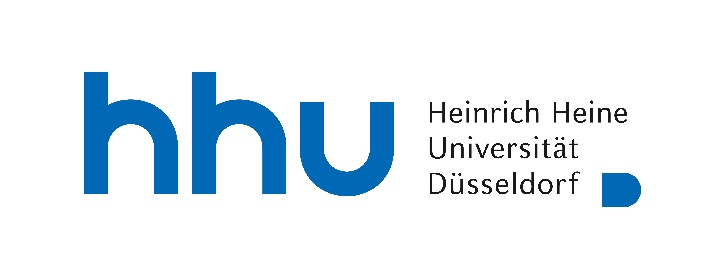 hhu
Heinrich Heine
Universität
Düsseldorf